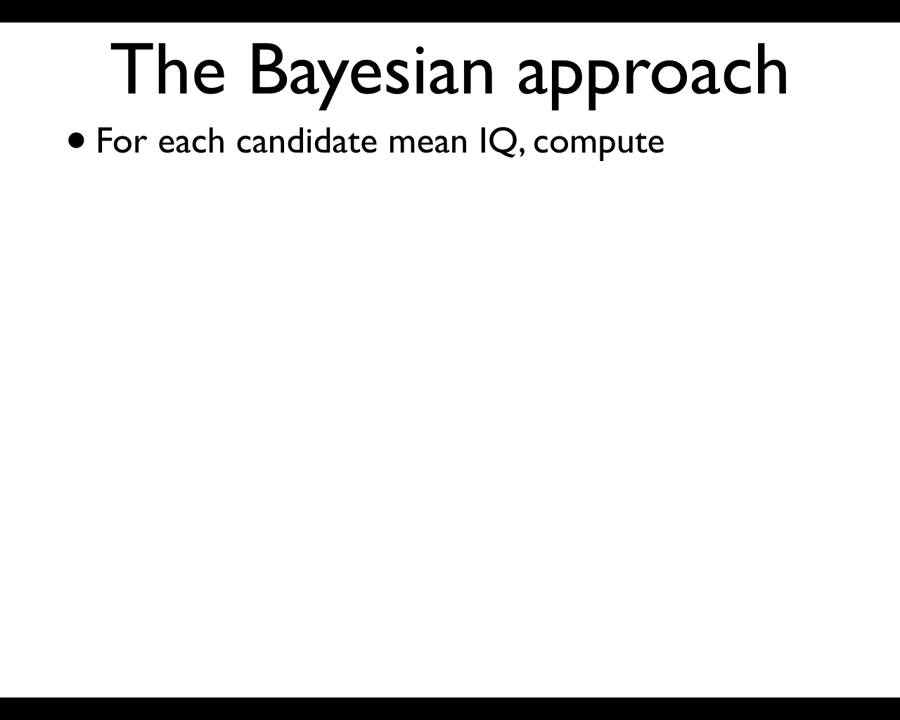 The Bayesian approach
• For each candidate mean IQ, compute